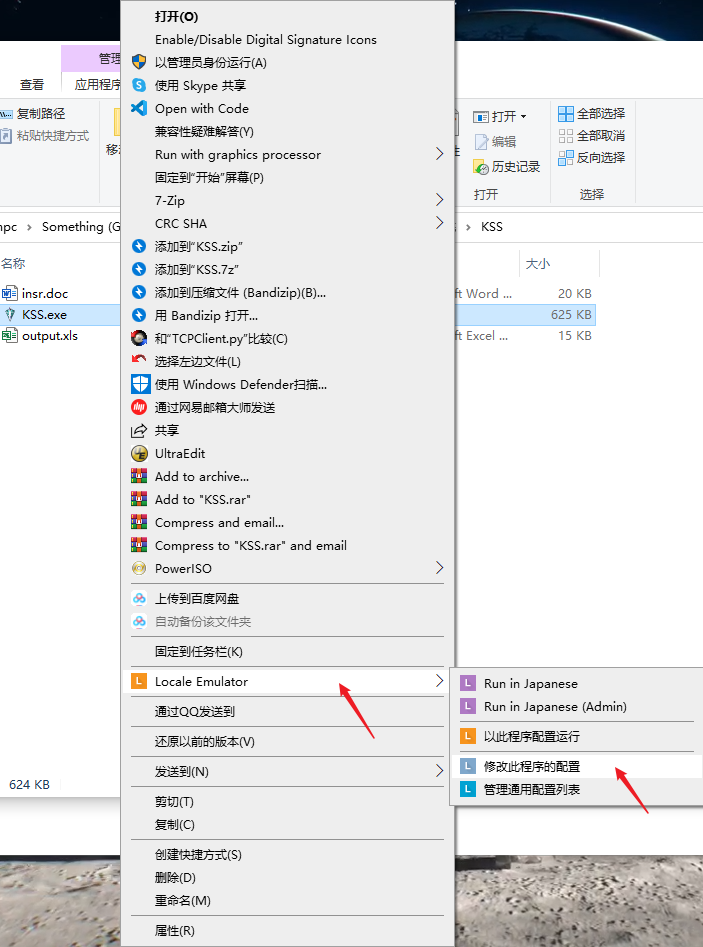 打开(O)
Enable/Disable Digital Signature Icons
以管理员身份运行(A)
使用 Skype 共享
Open with Code
兼容性疑难解答(Y)
Run with graphics processor
固定到"开始"屏幕(P)
7-Zip
CRC SHA
添加到"KSS.zip"
添加到"KSS.7z"
添加到压缩文件 (Bandizip)(B)...
用 Bandizip 打开...
和"TCPClient.py"比较(C)
选择左边文件(L)
使用 Windows Defender扫描...
通过网易邮箱大师发送
共享
UltraEdit
Add to archive...
Add to "KSS.rar"
Compress and email...
Compress to "KSS.rar" and email
PowerISO
上传到百度网盘
自动备份该文件夹
固定到任务栏(K)
Locale Emulator
通过QQ发送到
还原以前的版本(V)
发送到(N)
剪切(T)
复制(C)
创建快捷方式(S)
删除(D)
重命名(M)
属性(R)
Run in Japanese
Run in Japanese (Admin)
以此程序配置运行
修改此程序的配置
管理通用配置列表
管理
查看
应用程序
复制路径
粘贴快捷方式
打开
编辑
历史记录
打开
全部选择
全部取消
反向选择
选择
Something (G
KSS
名称
大小
insr.doc
Word ...
20 KB
KSS.exe
625 KB
output.xls
Excel ...
15 KB
624 KB